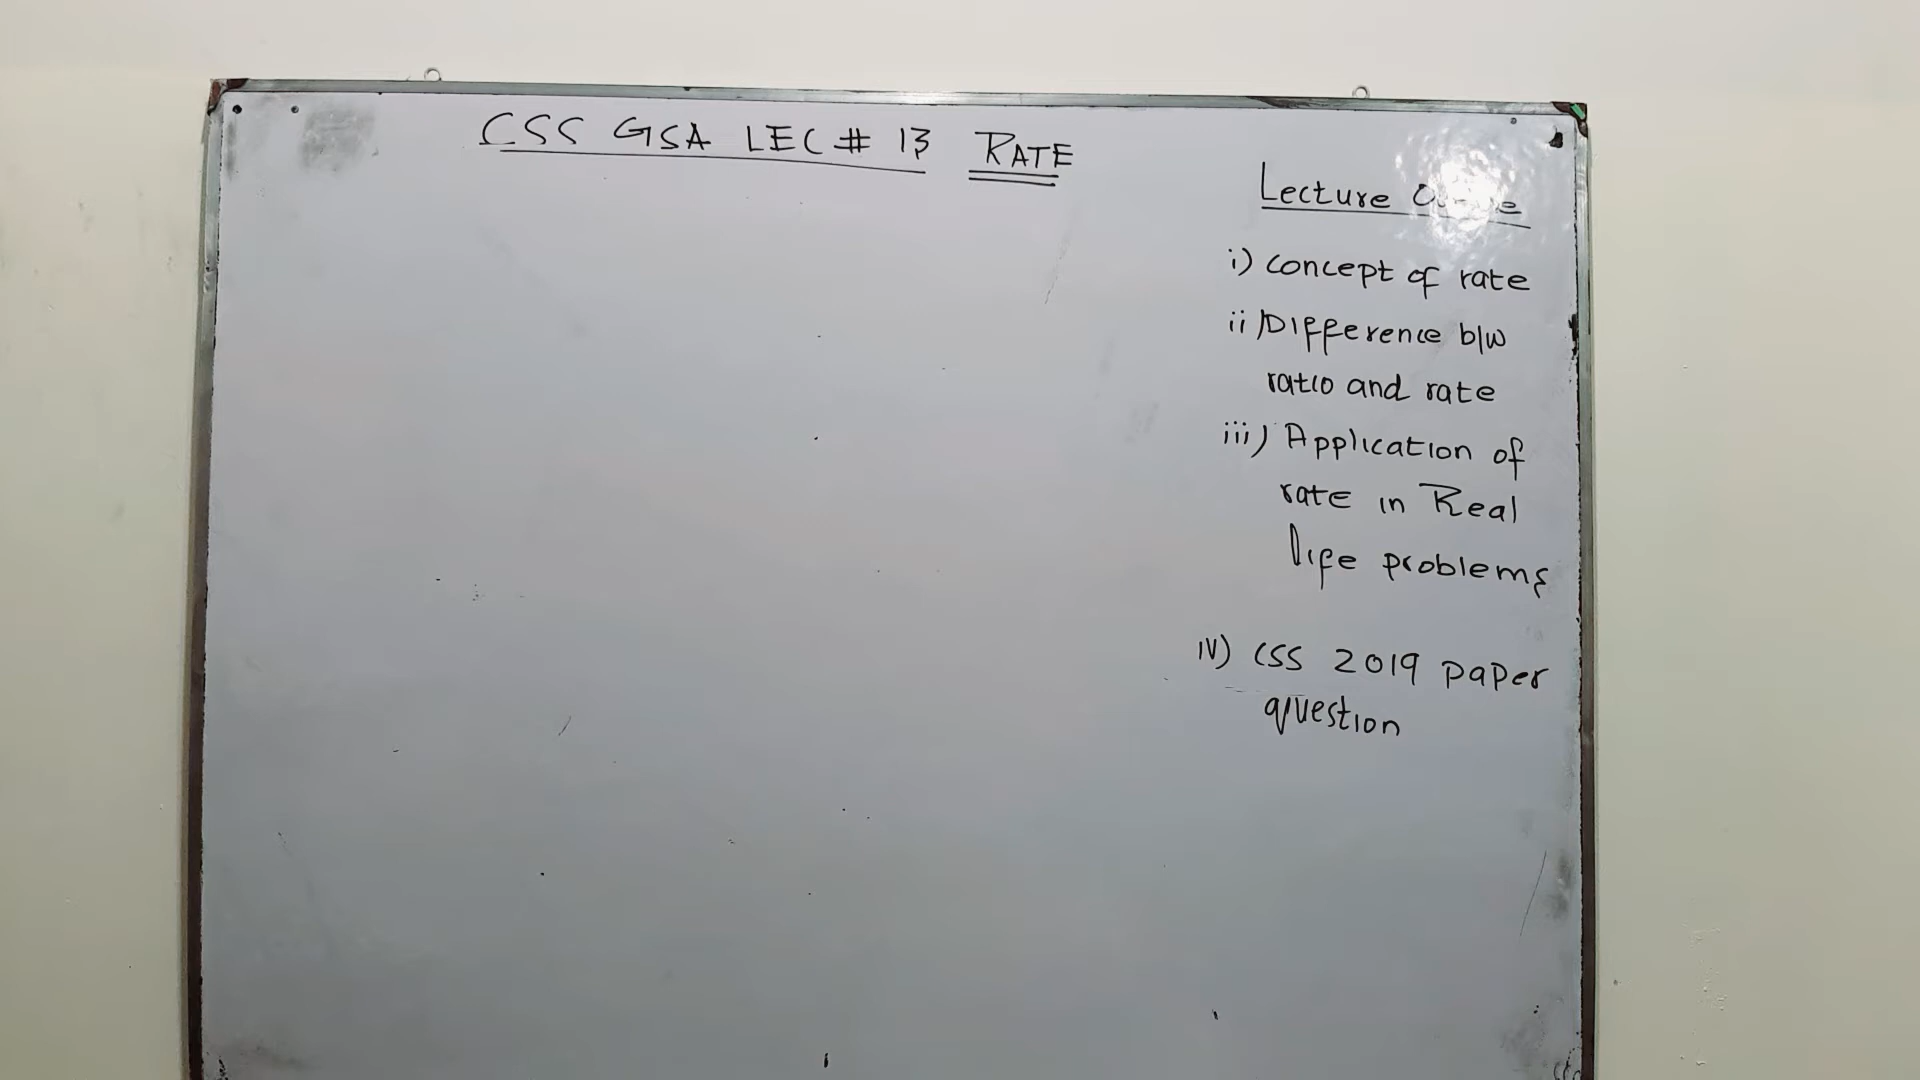 CSS GSA LEC # 13 RATE
Lecture
i) concept of rate
ii) Difference b/w
ratio and rate
iii) Application of
rate in Real
life problems
IV) CSS 2019 paper
question